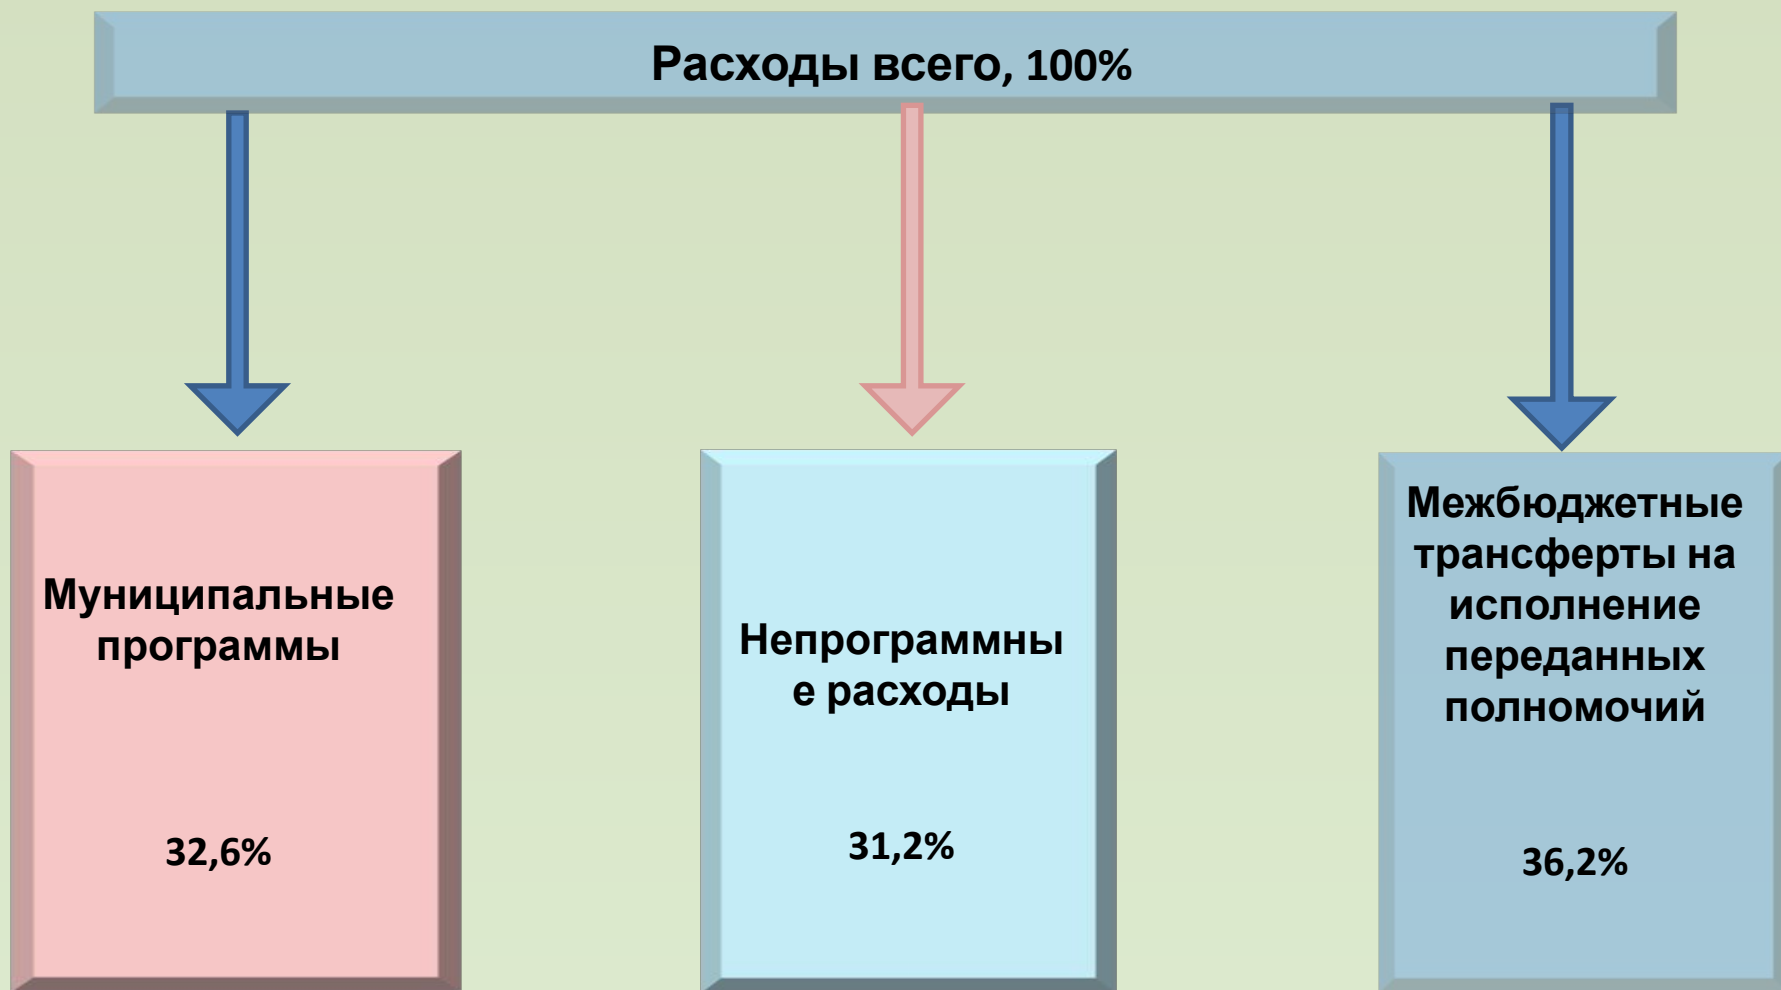 Расходы всего, 100%
Муниципальные
программы
32,6%
Непрограммны
е расходы
31,2%
Межбюджетные
трансферты на
исполнение
переданных
полномочий
36,2%